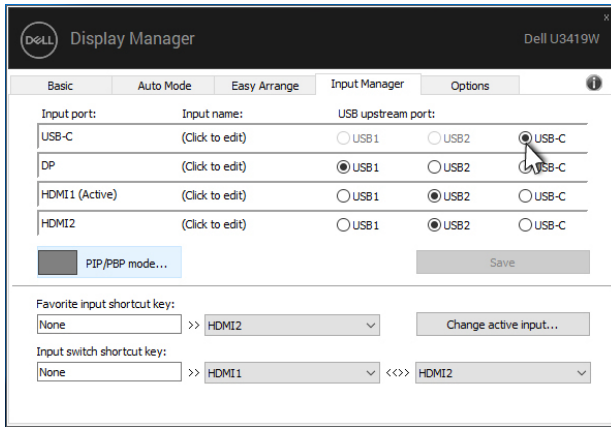 DELL Display Manager Dell U3419W
Basic Auto Mode Easy Arrange Input Manager Options
Input port: Input name: USB upstream port:
USB-C (Click to edit) USB1 USB2 USB-C
DP (Click to edit) USB1 USB2 USB-C
HDMI1 (Active) (Click to edit) USB1 USB2 USB-C
HDMI2 (Click to edit) USB1 USB2 USB-C
PIP/PBP mode... Save
Favorite input shortcut key:
None >> HDMI2 Change active input...
Input switch shortcut key:
None >> HDMI1 <<>> HDMI2